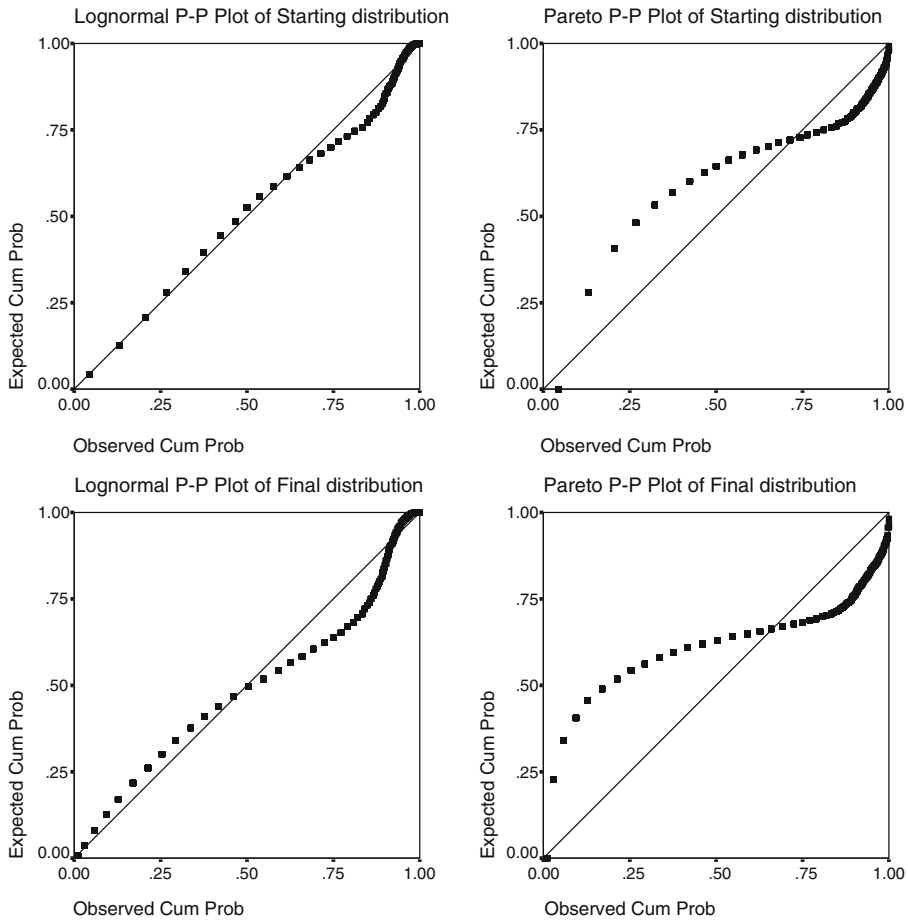 Lognormal P-P Plot of Starting distribution
1.00
.75
.50
.25
0.00
Expected Cum Prob
0.00 .25 .50 .75 1.00
Observed Cum Prob
Pareto P-P Plot of Starting distribution
1.00
.75
.50
.25
0.00
Expected Cum Prob
0.00 .25 .50 .75 1.00
Observed Cum Prob
Lognormal P-P Plot of Final distribution
1.00
.75
.50
.25
0.00
Expected Cum Prob
0.00 .25 .50 .75 1.00
Observed Cum Prob
Pareto P-P Plot of Final distribution
1.00
.75
.50
.25
0.00
Expected Cum Prob
0.00 .25 .50 .75 1.00
Observed Cum Prob